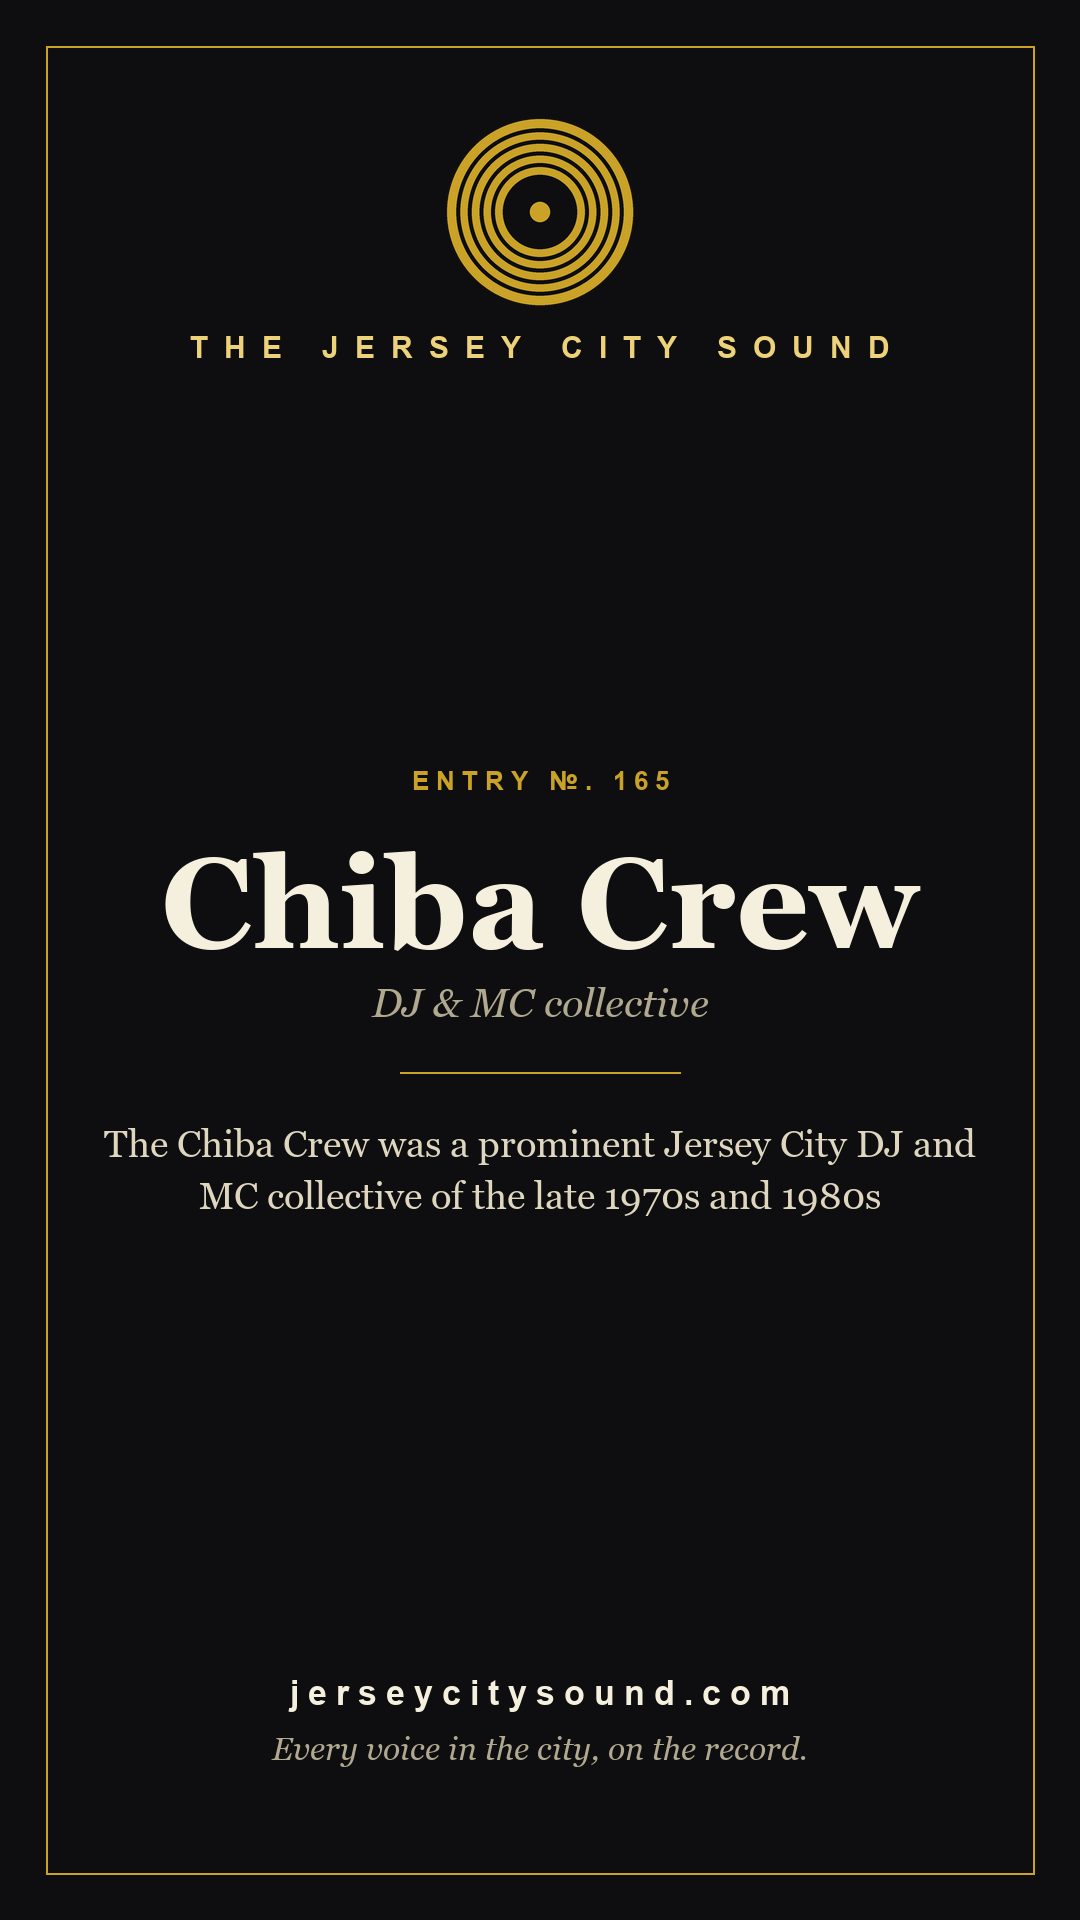 THE JERSEY CITY SOUND
ENTRY №. 165
Chiba Crew
DJ & MC collective
The Chiba Crew was a prominent Jersey City DJ and
MC collective of the late 1970s and 1980s
jerseycitysound.com
Every voice in the city, on the record.